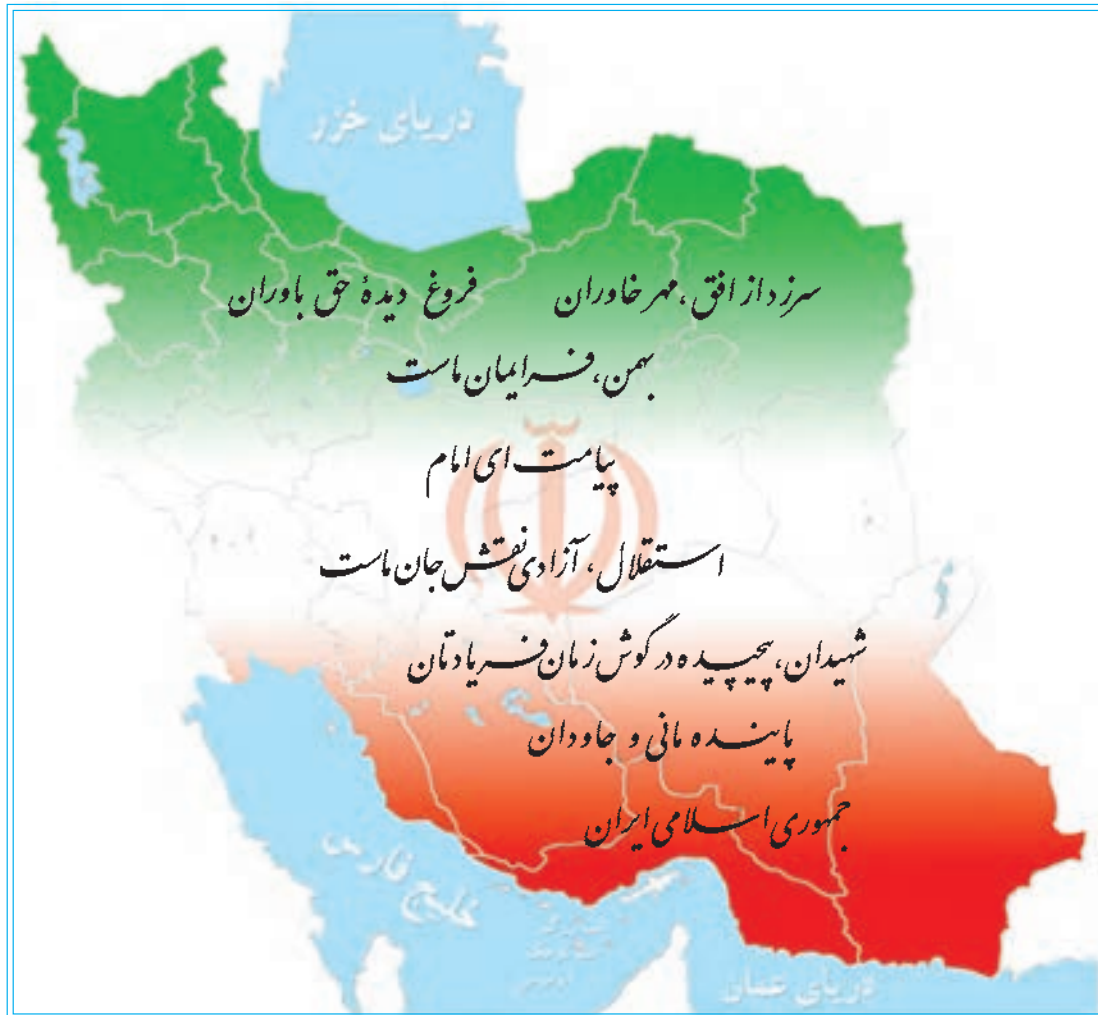 دریای خزر
سرزد از افق، مهر خاوران فروغ دیدهٔ حق باوران
بهمن، فر ایمان ماست
پیامت ای امام
استقلال، آزادی نقش جان ماست
شهیدان، پیچیده در گوش زمان فریادتان
پاینده مانی و جاودان
جمهوری اسلامی ایران
خلیج فارس
دریای عمان